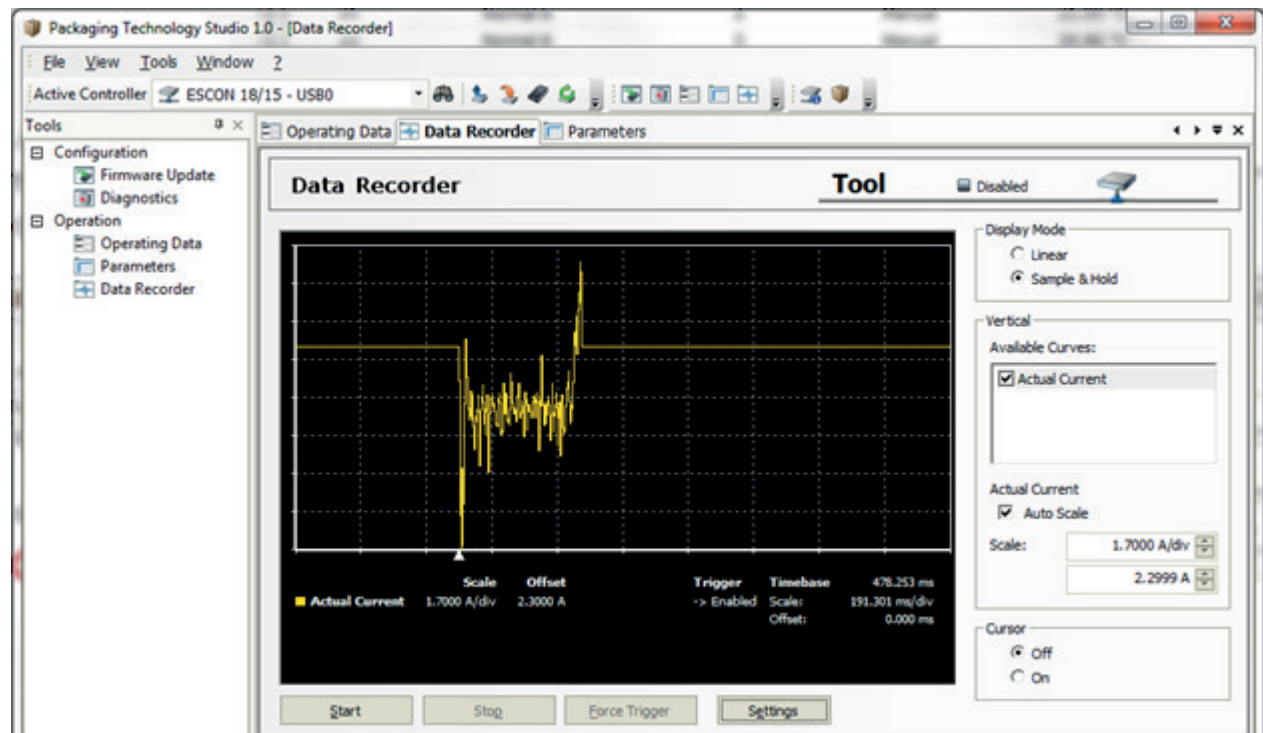 Packaging Technology Studio 1.0 - [Data Recorder]
File View Tools Window ?
Active Controller ESCON 18/15 - USB0
Tools
Configuration
Firmware Update
Diagnostics
Operation
Operating Data
Parameters
Data Recorder
Operating Data Data Recorder Parameters
Data Recorder Tool Disabled
Scale Offset Trigger Timebase 478.253 ms
Actual Current 1.7000 A/div 2.3000 A -> Enabled Scale: 191.301 ms/div
Offset: 0.000 ms
Start Stop Force Trigger Settings
Display Mode
Linear
Sample & Hold
Vertical
Available Curves:
Actual Current
Actual Current
Auto Scale
Scale: 1.7000 A/div
2.2999 A
Cursor
Off
On